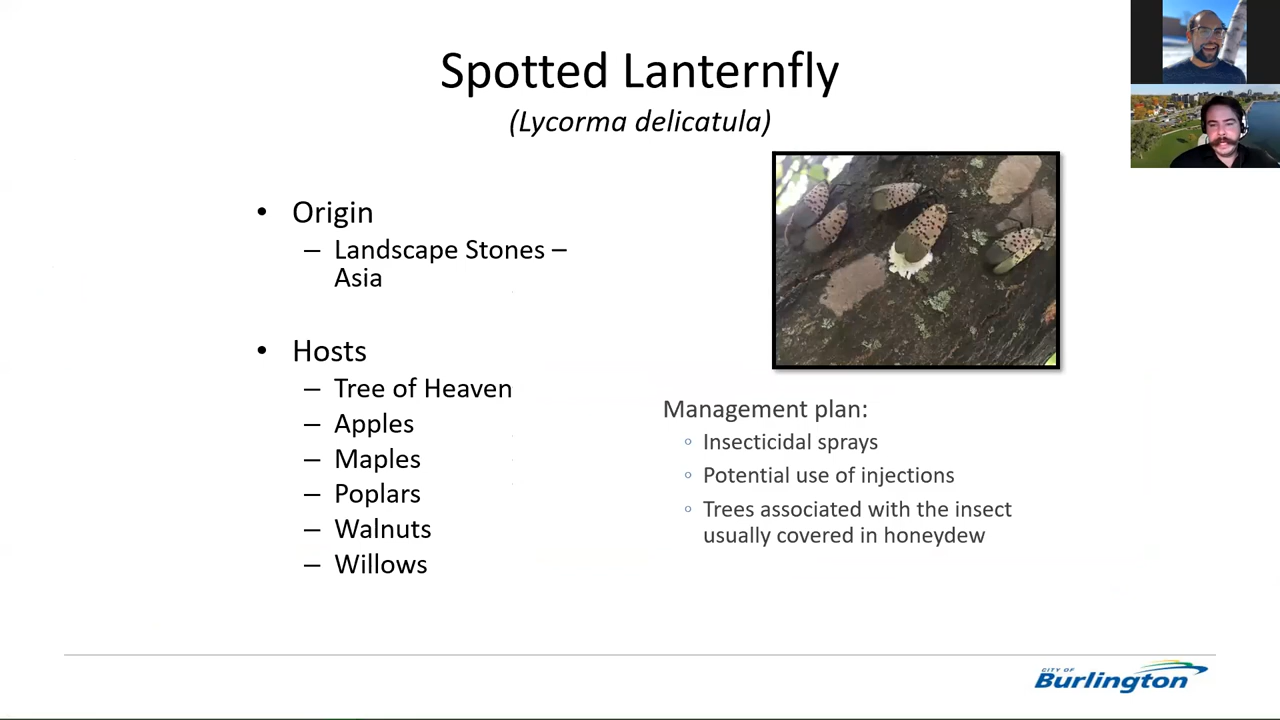 Spotted Lanternfly
(Lycorma delicatula)
• Origin
– Landscape Stones –
Asia
• Hosts
– Tree of Heaven
– Apples
– Maples
– Poplars
– Walnuts
– Willows
Management plan:
◦ Insecticidal sprays
◦ Potential use of injections
◦ Trees associated with the insect
usually covered in honeydew
CITY OF
Burlington